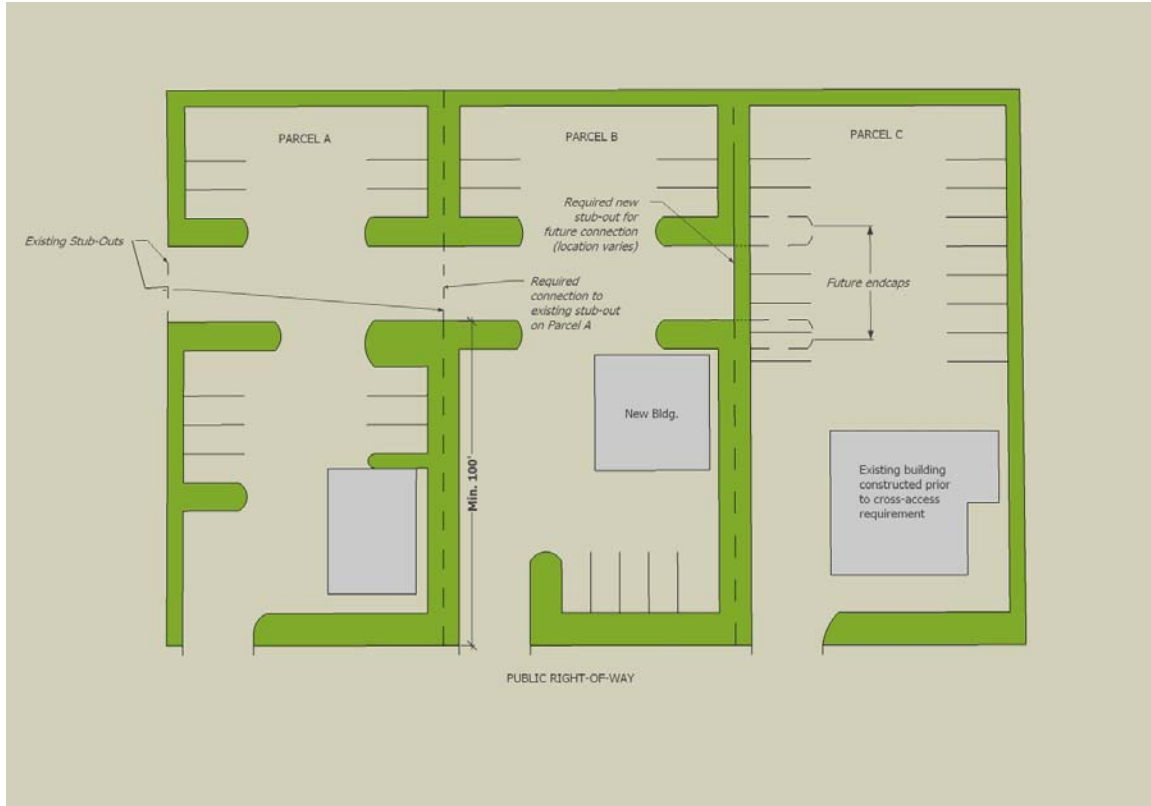 PARCEL A
PARCEL B
PARCEL C
Existing Stub-Outs
Required new
stub-out for
future connection
(location varies)
Required
connection to
existing stub-out
on Parcel A
Future endcaps
New Bldg.
Min. 100'
Existing building
constructed prior
to cross-access
requirement
PUBLIC RIGHT-OF-WAY